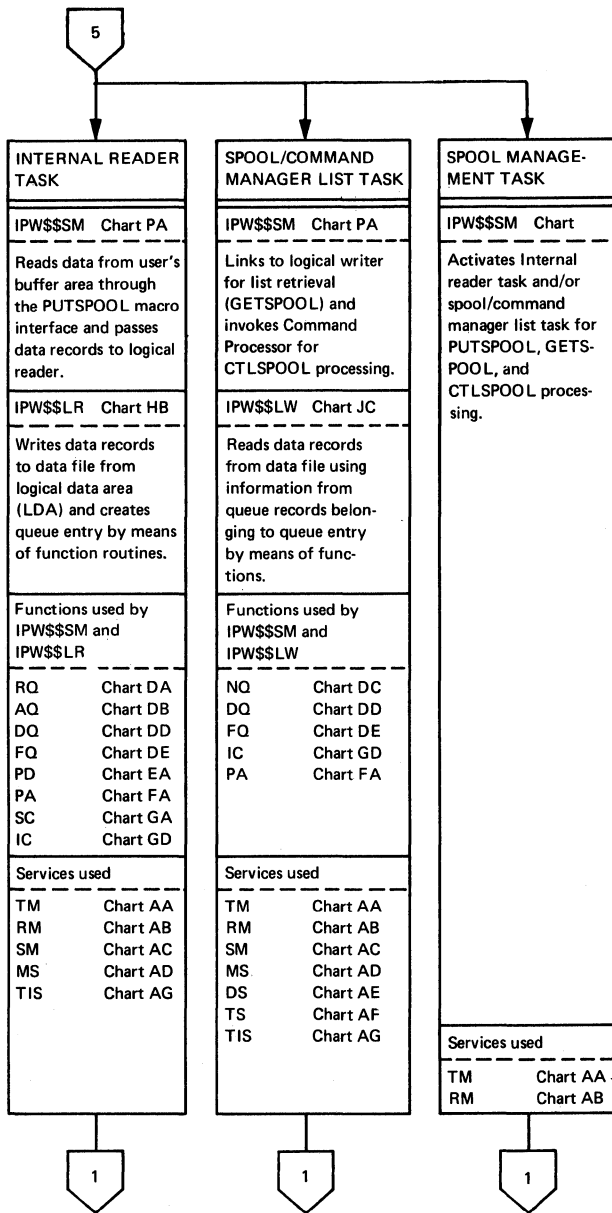 5
INTERNAL READER
TASK
IPW$$SM Chart PA
Reads data from user's
buffer area through
the PUTSPOOL macro
interface and passes
data records to logical
reader.
IPW$$LR Chart HB
Writes data records
to data file from
logical data area
(LDA) and creates
queue entry by means
of function routines.
Functions used by
IPW$$SM and
IPW$$LR
RQ Chart DA
AQ Chart DB
DQ Chart DD
FQ Chart DE
PD Chart EA
PA Chart FA
SC Chart GA
IC Chart GD
Services used
TM Chart AA
RM Chart AB
SM Chart AC
MS Chart AD
TIS Chart AG
1
SPOOL/COMMAND
MANAGER LIST TASK
IPW$$SM Chart PA
Links to logical writer
for list retrieval
(GETSPOOL) and
invokes Command
Processor for
CTLSPOOL processing.
IPW$$LW Chart JC
Reads data records
from data file using
information from
queue records belon-
ging to queue entry
by means of func-
tions.
Functions used by
IPW$$SM and
IPW$$LW
NQ Chart DC
DQ Chart DD
FQ Chart DE
IC Chart GD
PA Chart FA
Services used
TM Chart AA
RM Chart AB
SM Chart AC
MS Chart AD
DS Chart AE
TS Chart AF
TIS Chart AG
1
SPOOL MANAGE-
MENT TASK
IPW$$SM Chart
Activates Internal
reader task and/or
spool/command
manager list task for
PUTSPOOL, GETS-
POOL, and
CTLSPOOL proces-
sing.
Services used
TM Chart AA
RM Chart AB
1